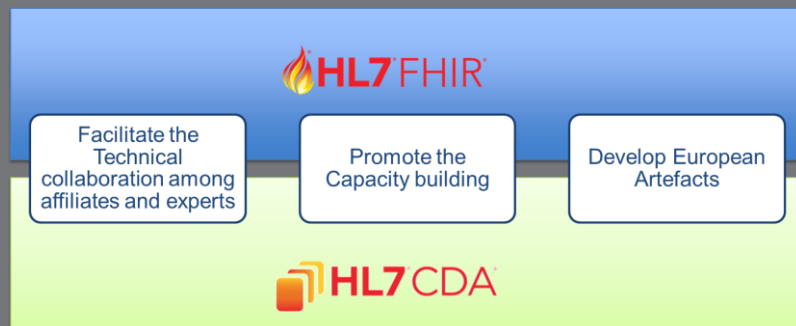 HL7 FHIR
Facilitate the
Technical
collaboration among
affiliates and experts
Promote the
Capacity building
Develop European
Artefacts
HL7 CDA